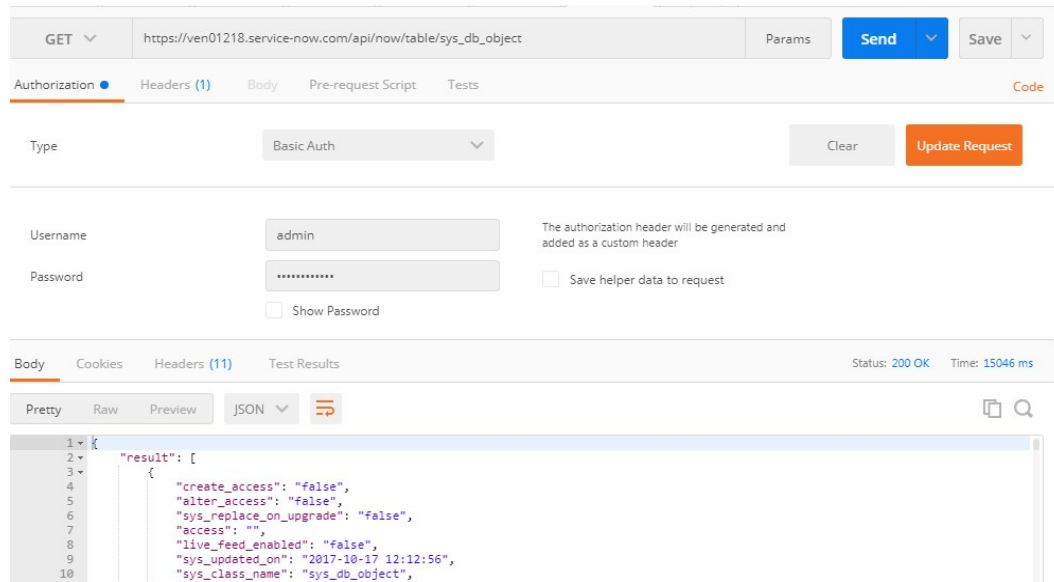 GET https://ven01218.service-now.com/api/now/table/sys_db_object Params Send Save
Authorization Headers (1) Body Pre-request Script Tests Code
Type Basic Auth Clear Update Request
Username admin The authorization header will be generated and
added as a custom header
Password •••••••••••• Save helper data to request
Show Password
Body Cookies Headers (11) Test Results Status: 200 OK Time: 15046 ms
Pretty Raw Preview JSON
1 {
2 "result": [
3 {
4 "create_access": "false",
5 "alter_access": "false",
6 "sys_replace_on_upgrade": "false",
7 "access": "",
8 "live_feed_enabled": "false",
9 "sys_updated_on": "2017-10-17 12:12:56",
10 "sys_class_name": "sys_db_object",